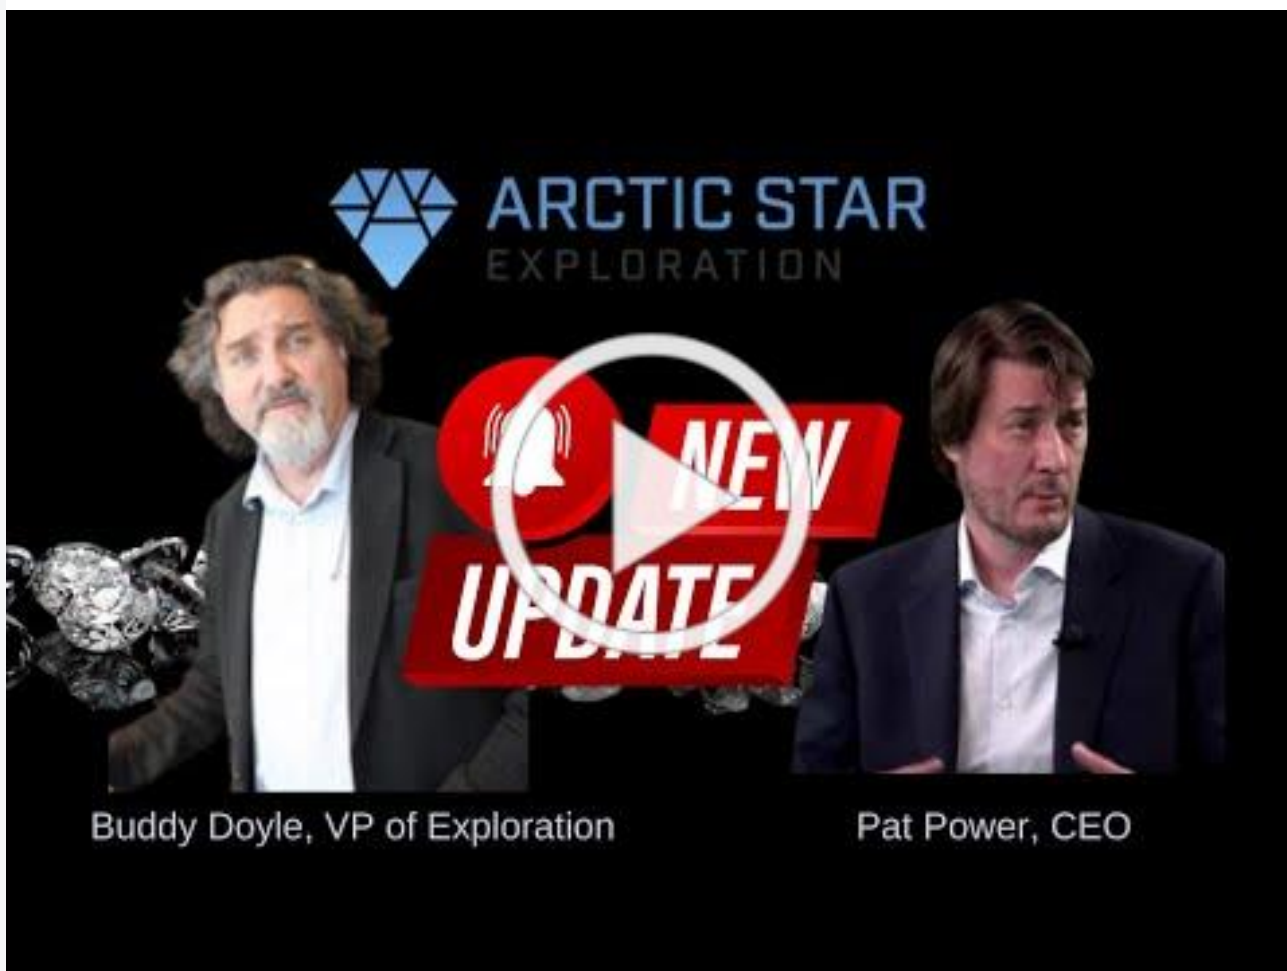 ARCTIC STAR
EXPLORATION
NEW
UPDATE
Buddy Doyle, VP of Exploration
Pat Power, CEO